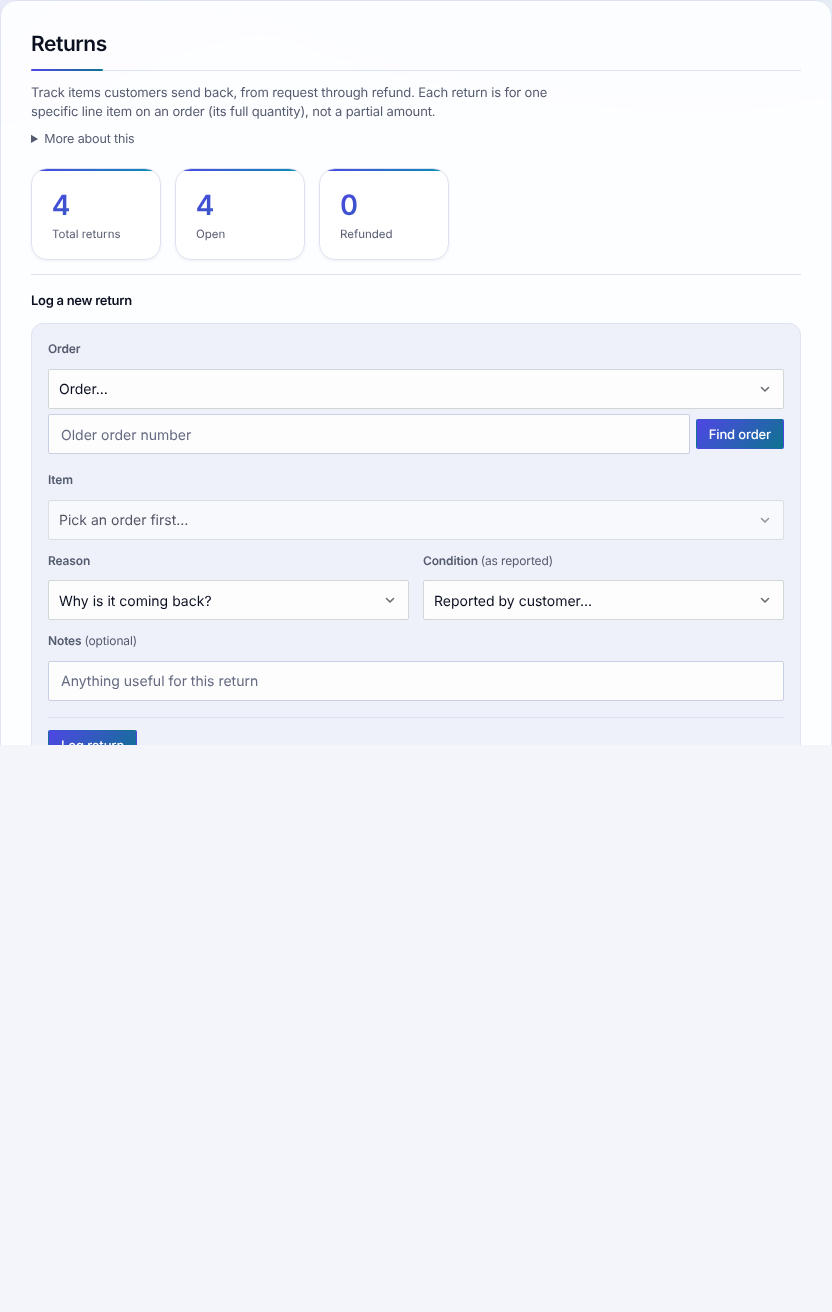 Returns
Track items customers send back, from request through refund. Each return is for one
specific line item on an order (its full quantity), not a partial amount.
More about this
4
Total returns
4
Open
0
Refunded
Log a new return
Order
Order...
Older order number
Find order
Item
Pick an order first...
Reason
Condition (as reported)
Why is it coming back?
Reported by customer...
Notes (optional)
Anything useful for this return
Log return